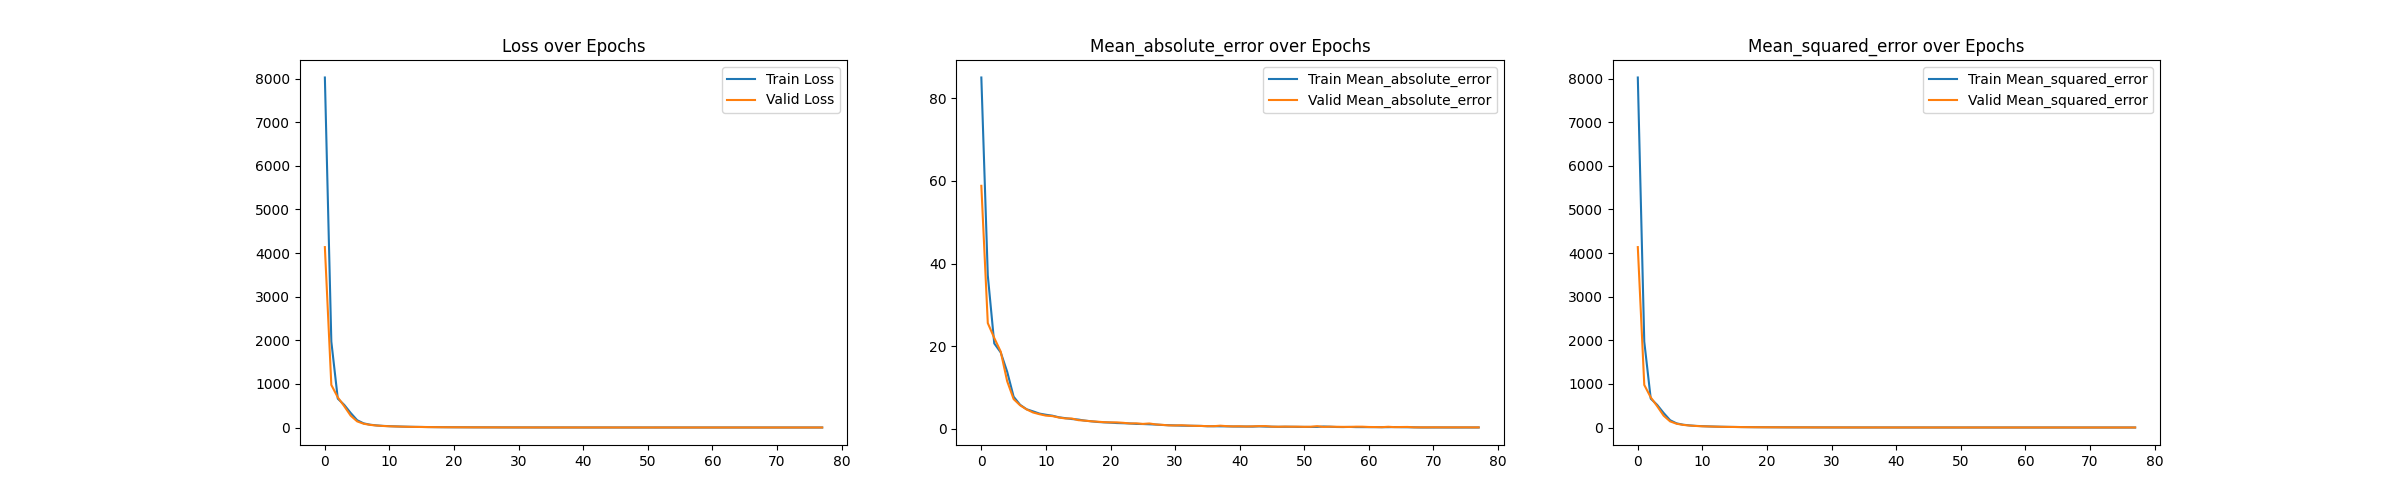 Loss over Epochs
8000
7000
6000
5000
4000
3000
2000
1000
0
0 10 20 30 40 50 60 70 80
Train Loss
Valid Loss
Mean_absolute_error over Epochs
80
60
40
20
0
0 10 20 30 40 50 60 70 80
Train Mean_absolute_error
Valid Mean_absolute_error
Mean_squared_error over Epochs
8000
7000
6000
5000
4000
3000
2000
1000
0
0 10 20 30 40 50 60 70 80
Train Mean_squared_error
Valid Mean_squared_error